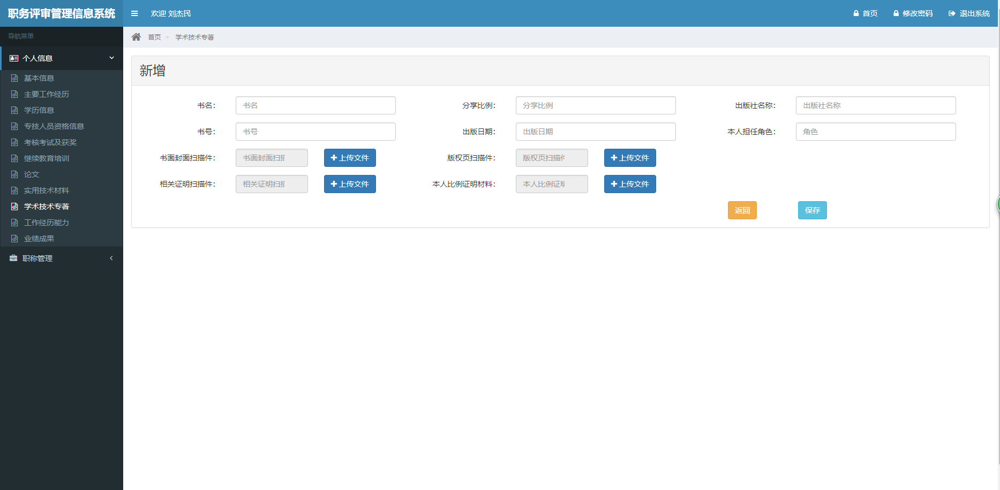 职务评审管理信息系统
欢迎 刘杰民
首页
修改密码
退出系统
导航菜单
首页 > 学术技术专著
个人信息
基本信息
主要工作经历
学历信息
专技人员资格信息
考核考试及获奖
继续教育培训
论文
实用技术材料
学术技术专著
工作经历能力
业绩成果
职称管理
新增
书名: 书名 分享比例: 分享比例 出版社名称: 出版社名称
书号: 书号 出版日期: 出版日期 本人担任角色: 角色
书面封面扫描件: 书面封面扫描 上传文件 版权页扫描件: 版权页扫描件 上传文件
相关证明扫描件: 相关证明扫描 上传文件 本人比例证明材料: 本人比例证明 上传文件
返回 保存